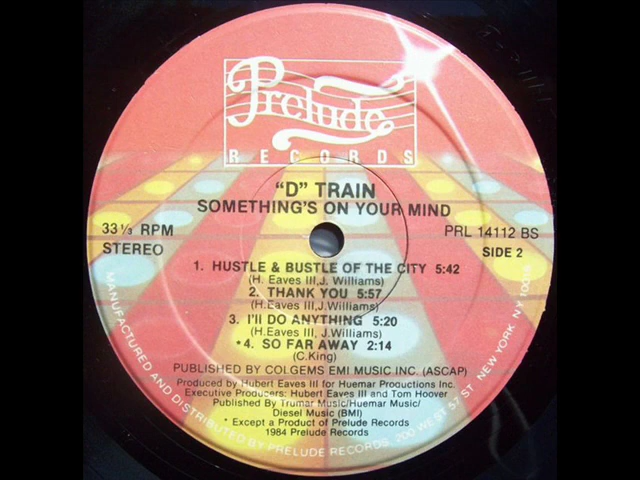 Prelude
RECORDS
"D" TRAIN
SOMETHING'S ON YOUR MIND
33 1/3 RPM
STEREO
PRL 14112 BS
SIDE 2
1. HUSTLE & BUSTLE OF THE CITY 5:42
(H. Eaves III,J. Williams)
2. THANK YOU 5:57
(H.Eaves III,J.Williams)
3. I'LL DO ANYTHING 5:20
(H.Eaves III, J.Williams)
*4. SO FAR AWAY 2:14
(C.King)
PUBLISHED BY COLGEMS EMI MUSIC INC. (ASCAP)
Produced by Hubert Eaves III for Huemar Productions Inc.
Executive Producers: Hubert Eaves III and Tom Hoover
Published By Trumar Music/Huemar Music/
Diesel Music (BMI)
* Except a Product of Prelude Records
1984 Prelude Records
MANUFACTURED AND DISTRIBUTED BY PRELUDE RECORDS, 200 WEST 57 ST. NEW YORK, NY 10019